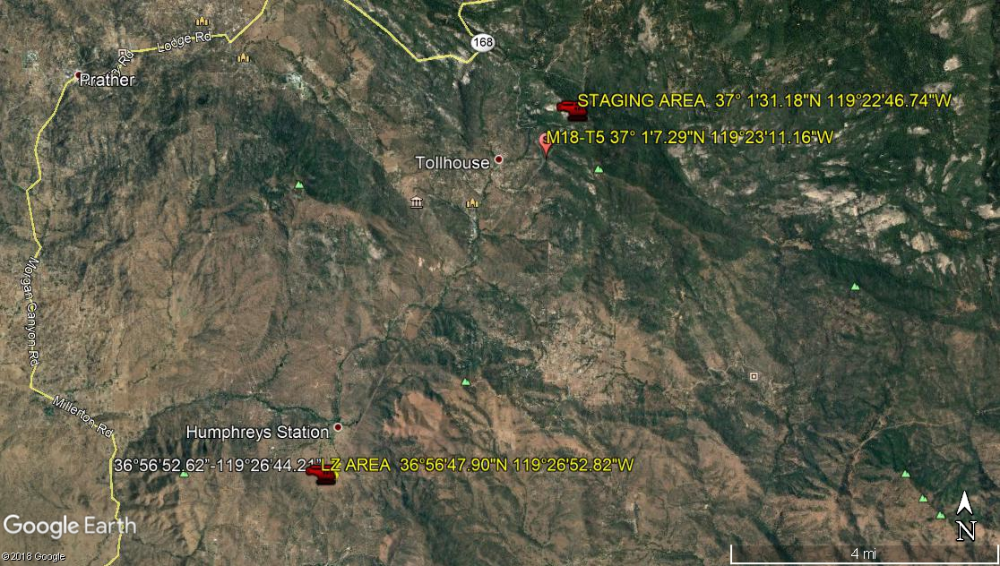 Lodge Rd
168
Prather
ry Rd
STAGING AREA 37° 1'31.18"N 119°22'46.74"W
M18-T5 37° 1'7.29"N 119°23'11.16"W
Tollhouse
Morgan Canyon Rd
Millerton Rd
Humphreys Station
36°56'52.62"-119°26'44.21"
LZ AREA 36°56'47.90"N 119°26'52.82"W
Google Earth
N
©2018 Google
4 mi